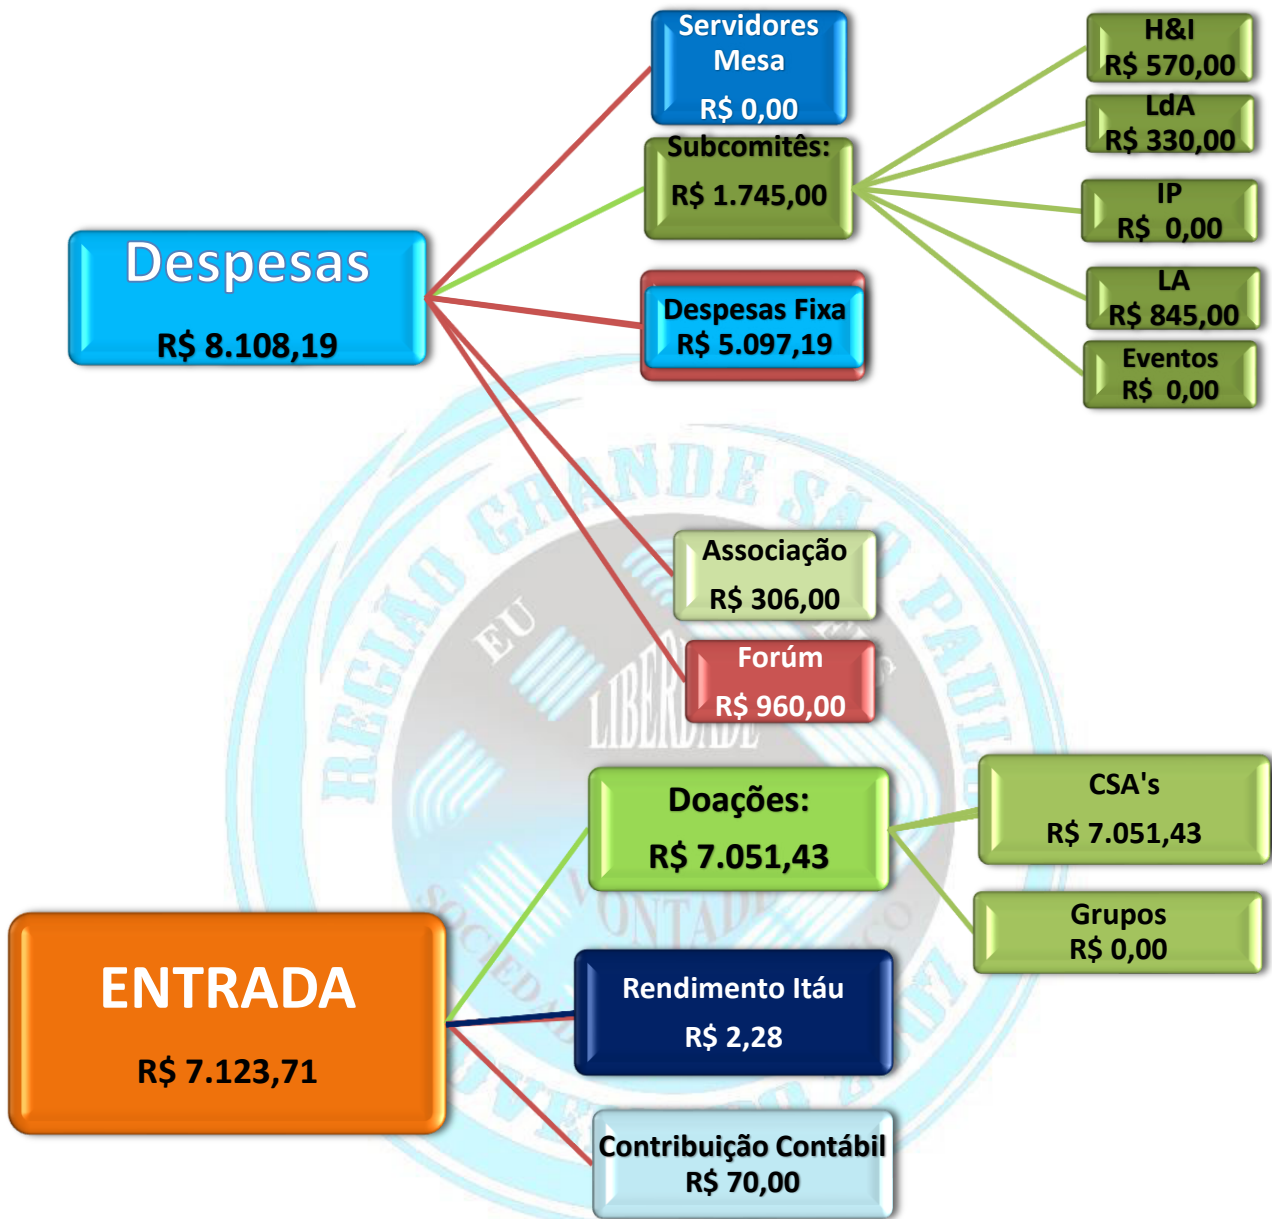 Servidores
Mesa
R$ 0,00
Subcomitês:
R$ 1.745,00
H&I
R$ 570,00
LdA
R$ 330,00
IP
R$ 0,00
LA
R$ 845,00
Eventos
R$ 0,00
Despesas
R$ 8.108,19
Despesas Fixa
R$ 5.097,19
Associação
R$ 306,00
Forúm
R$ 960,00
Doações:
R$ 7.051,43
CSA's
R$ 7.051,43
Grupos
R$ 0,00
ENTRADA
R$ 7.123,71
Rendimento Itáu
R$ 2,28
Contribuição Contábil
R$ 70,00
REGIÃO GRANDE SÃO PAULO
EU
LIBERDADE
VONTADE